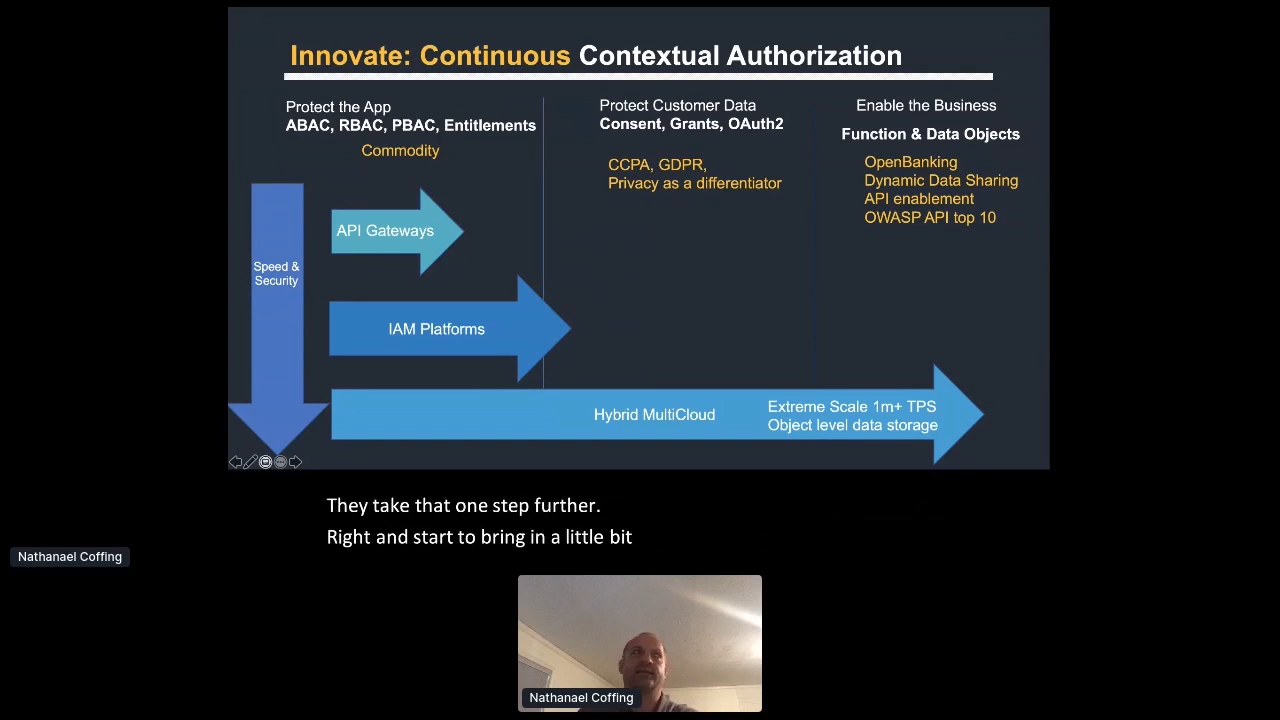 Innovate: Continuous Contextual Authorization
Protect the App
ABAC, RBAC, PBAC, Entitlements
Commodity
Protect Customer Data
Consent, Grants, OAuth2
CCPA, GDPR,
Privacy as a differentiator
Enable the Business
Function & Data Objects
OpenBanking
Dynamic Data Sharing
API enablement
OWASP API top 10
Speed &
Security
API Gateways
IAM Platforms
Hybrid MultiCloud
Extreme Scale 1m+ TPS
Object level data storage
They take that one step further.
Right and start to bring in a little bit
Nathanael Coffing
Nathanael Coffing